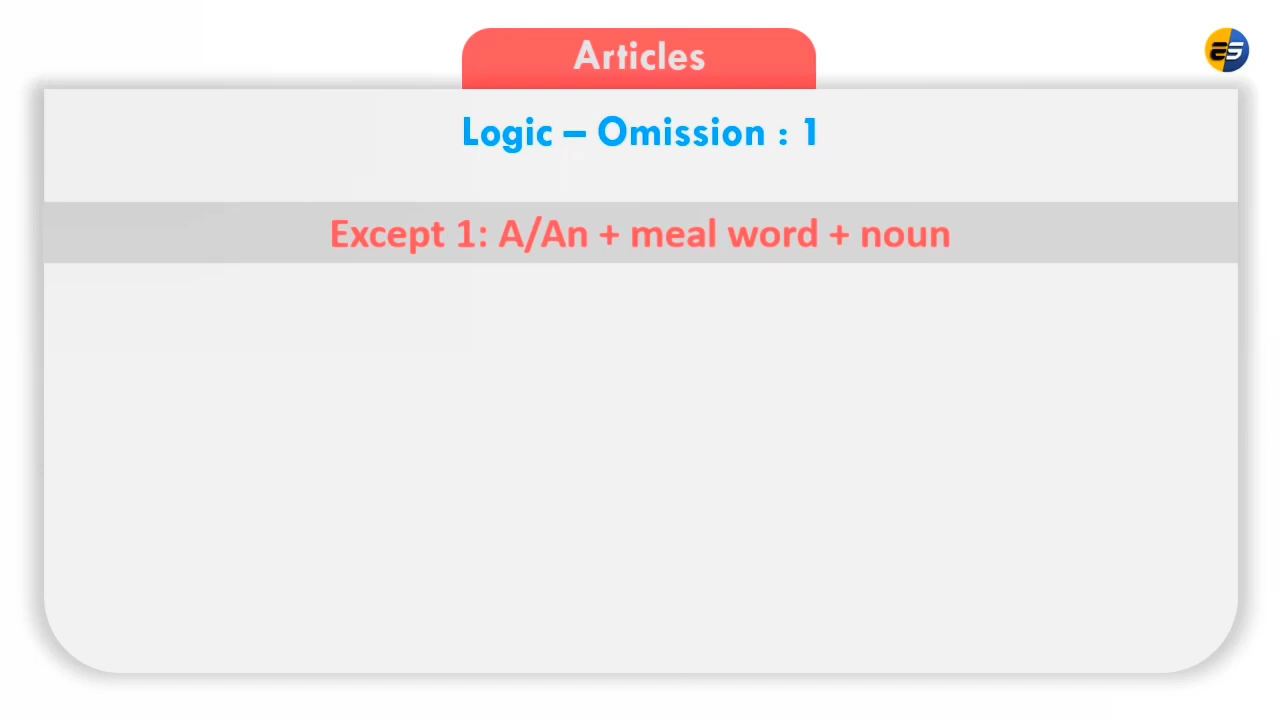 Articles
Logic – Omission : 1
Except 1: A/An + meal word + noun